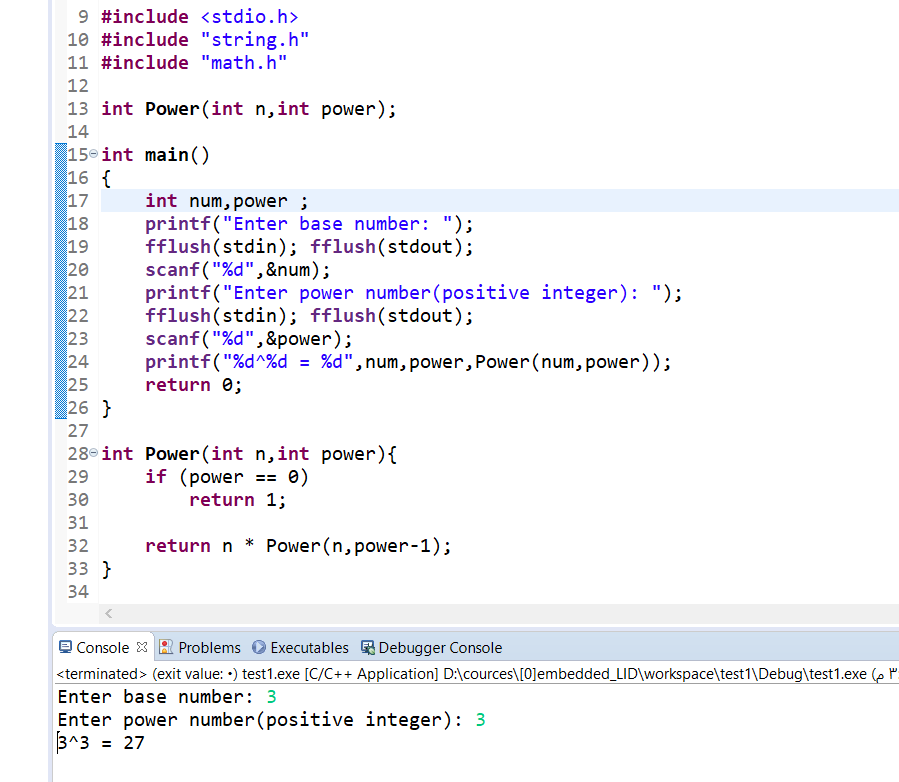 9 #include <stdio.h>
10 #include "string.h"
11 #include "math.h"
12
13 int Power(int n,int power);
14
15 int main()
16 {
17     int num,power ;
18     printf("Enter base number: ");
19     fflush(stdin); fflush(stdout);
20     scanf("%d",&num);
21     printf("Enter power number(positive integer): ");
22     fflush(stdin); fflush(stdout);
23     scanf("%d",&power);
24     printf("%d^%d = %d",num,power,Power(num,power));
25     return 0;
26 }
27
28 int Power(int n,int power){
29     if (power == 0)
30         return 1;
31
32     return n * Power(n,power-1);
33 }
34
Console Problems Executables Debugger Console
<terminated> (exit value: ٠) test1.exe [C/C++ Application] D:\cources\[0]embedded_LID\workspace\test1\Debug\test1.exe (م ٣:
Enter base number: 3
Enter power number(positive integer): 3
3^3 = 27